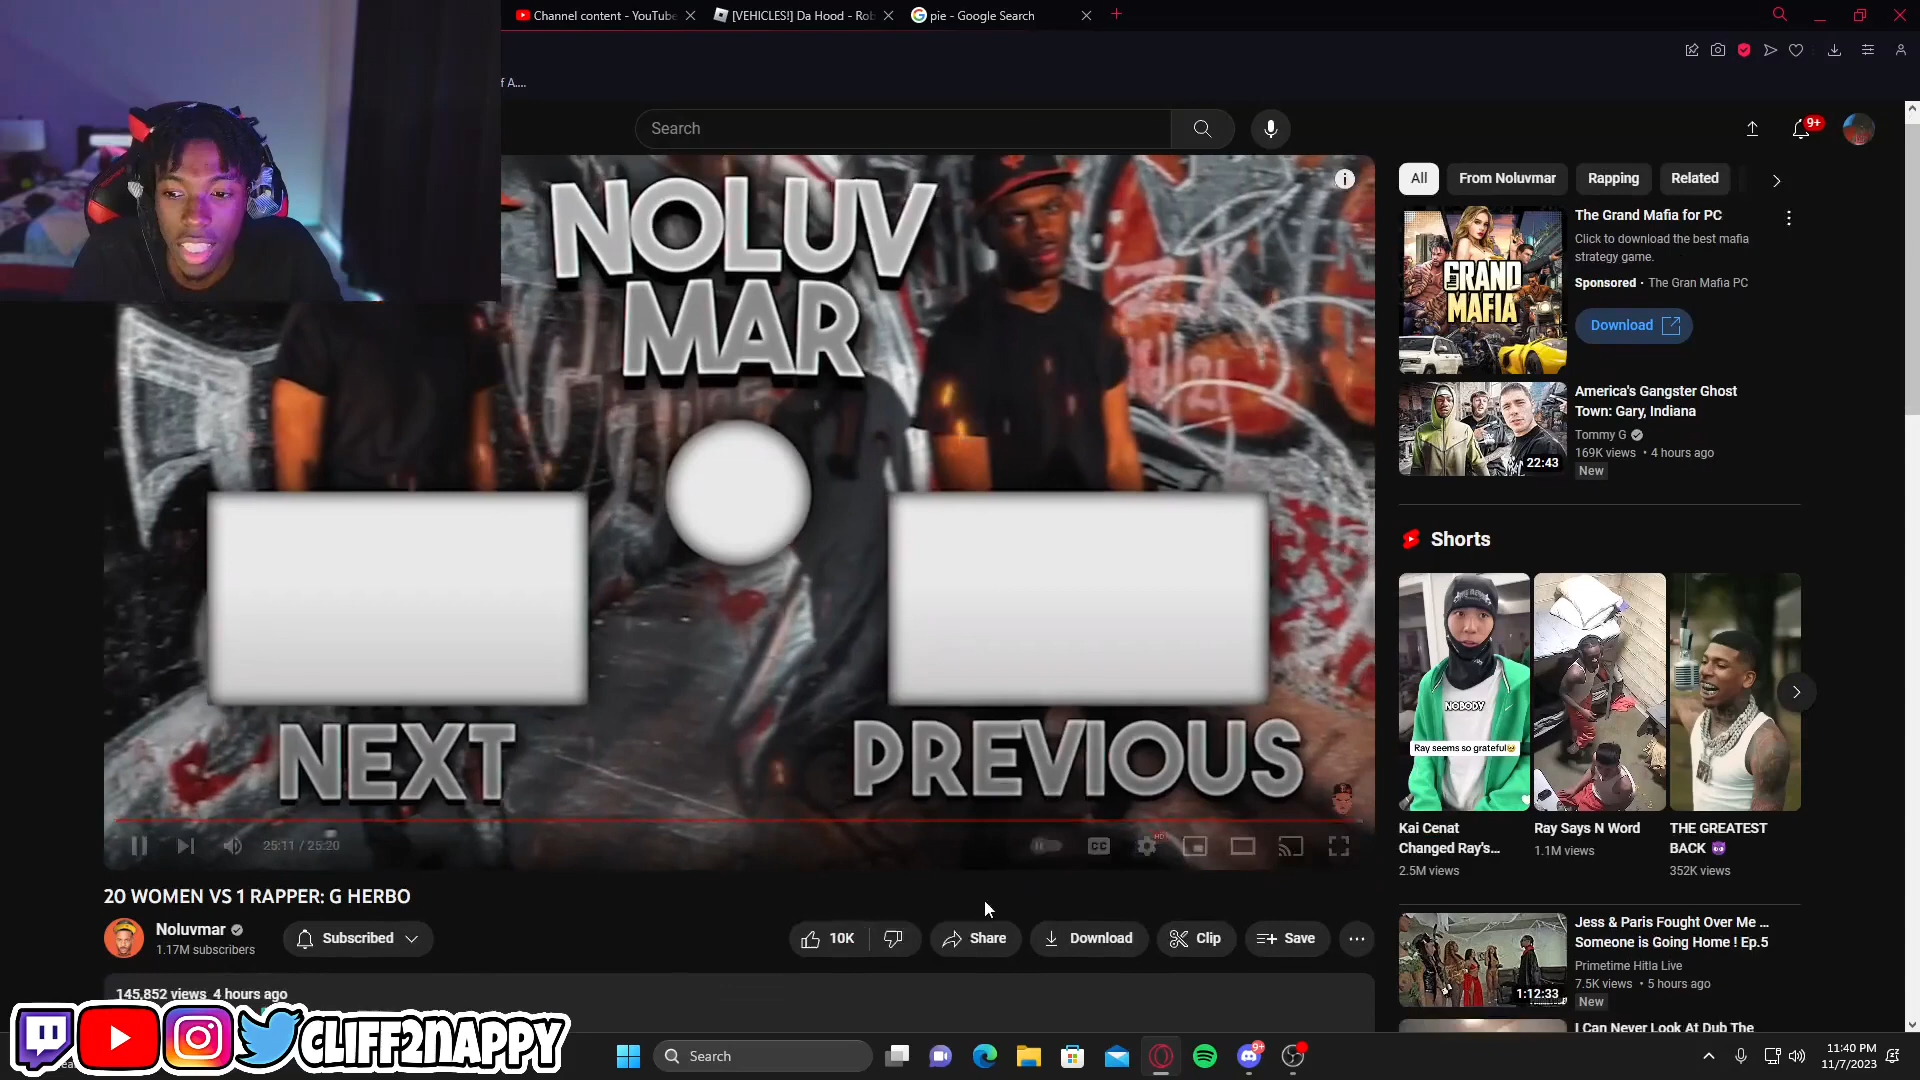 Channel content - YouTube
[VEHICLES!] Da Hood - Rob
pie - Google Search
f A....
Search
9+
NOLUV
MAR
NEXT
PREVIOUS
25:11 / 25:20
CC
HD
20 WOMEN VS 1 RAPPER: G HERBO
Noluvmar
1.17M subscribers
Subscribed
10K
Share
Download
Clip
Save
145,852 views 4 hours ago
All
From Noluvmar
Rapping
Related
The Grand Mafia for PC
Click to download the best mafia
strategy game.
Sponsored · The Gran Mafia PC
Download
THE GRAND
MAFIA
America's Gangster Ghost
Town: Gary, Indiana
Tommy G
169K views · 4 hours ago
New
22:43
Shorts
NOBODY
Ray seems so grateful🥹
Kai Cenat
Changed Ray's...
2.5M views
Ray Says N Word
1.1M views
THE GREATEST
BACK 😈
352K views
Jess & Paris Fought Over Me ...
Someone is Going Home ! Ep.5
Primetime Hitla Live
7.5K views · 5 hours ago
New
1:12:33
I Can Never Look At Dub The
CLIFF2NAPPY
Search
9+
11:40 PM
11/7/2023